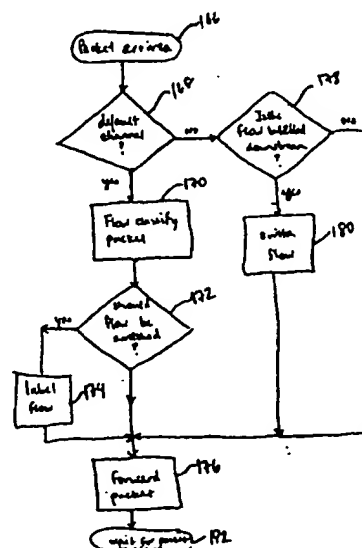 Packet arrives
166
168
default
channel
?
no
yes
178
Is the
flow labelled
downstream
?
no
yes
170
Flow classify
packet
180
switch
flow
172
should
flow be
switched
?
yes
label
flow
174
176
Forward
packet
wait for packet
192